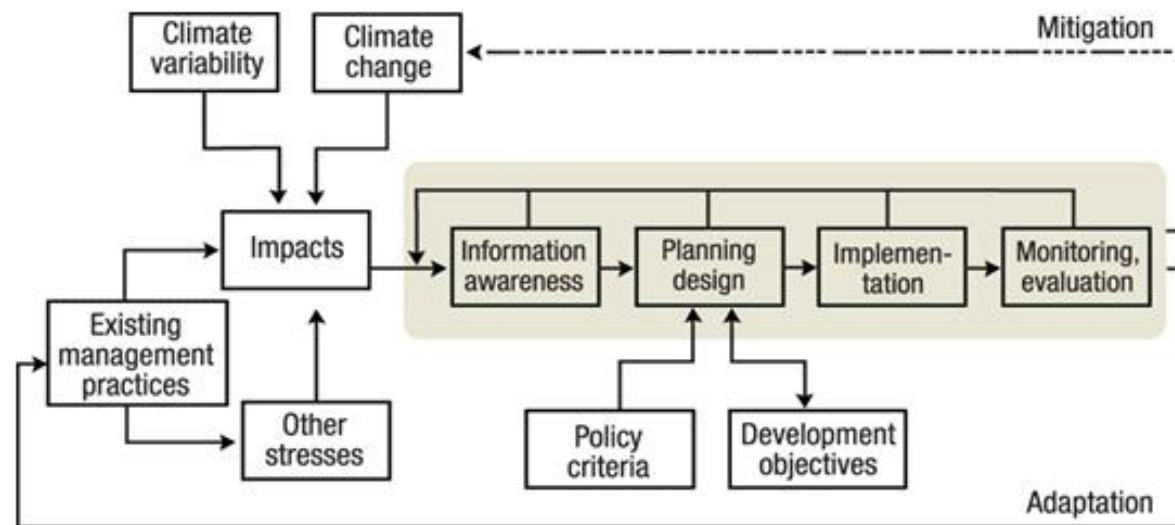 Climate
variability
Climate
change
Mitigation
Impacts
Information
awareness
Planning
design
Implemen-
tation
Monitoring,
evaluation
Existing
management
practices
Other
stresses
Policy
criteria
Development
objectives
Adaptation